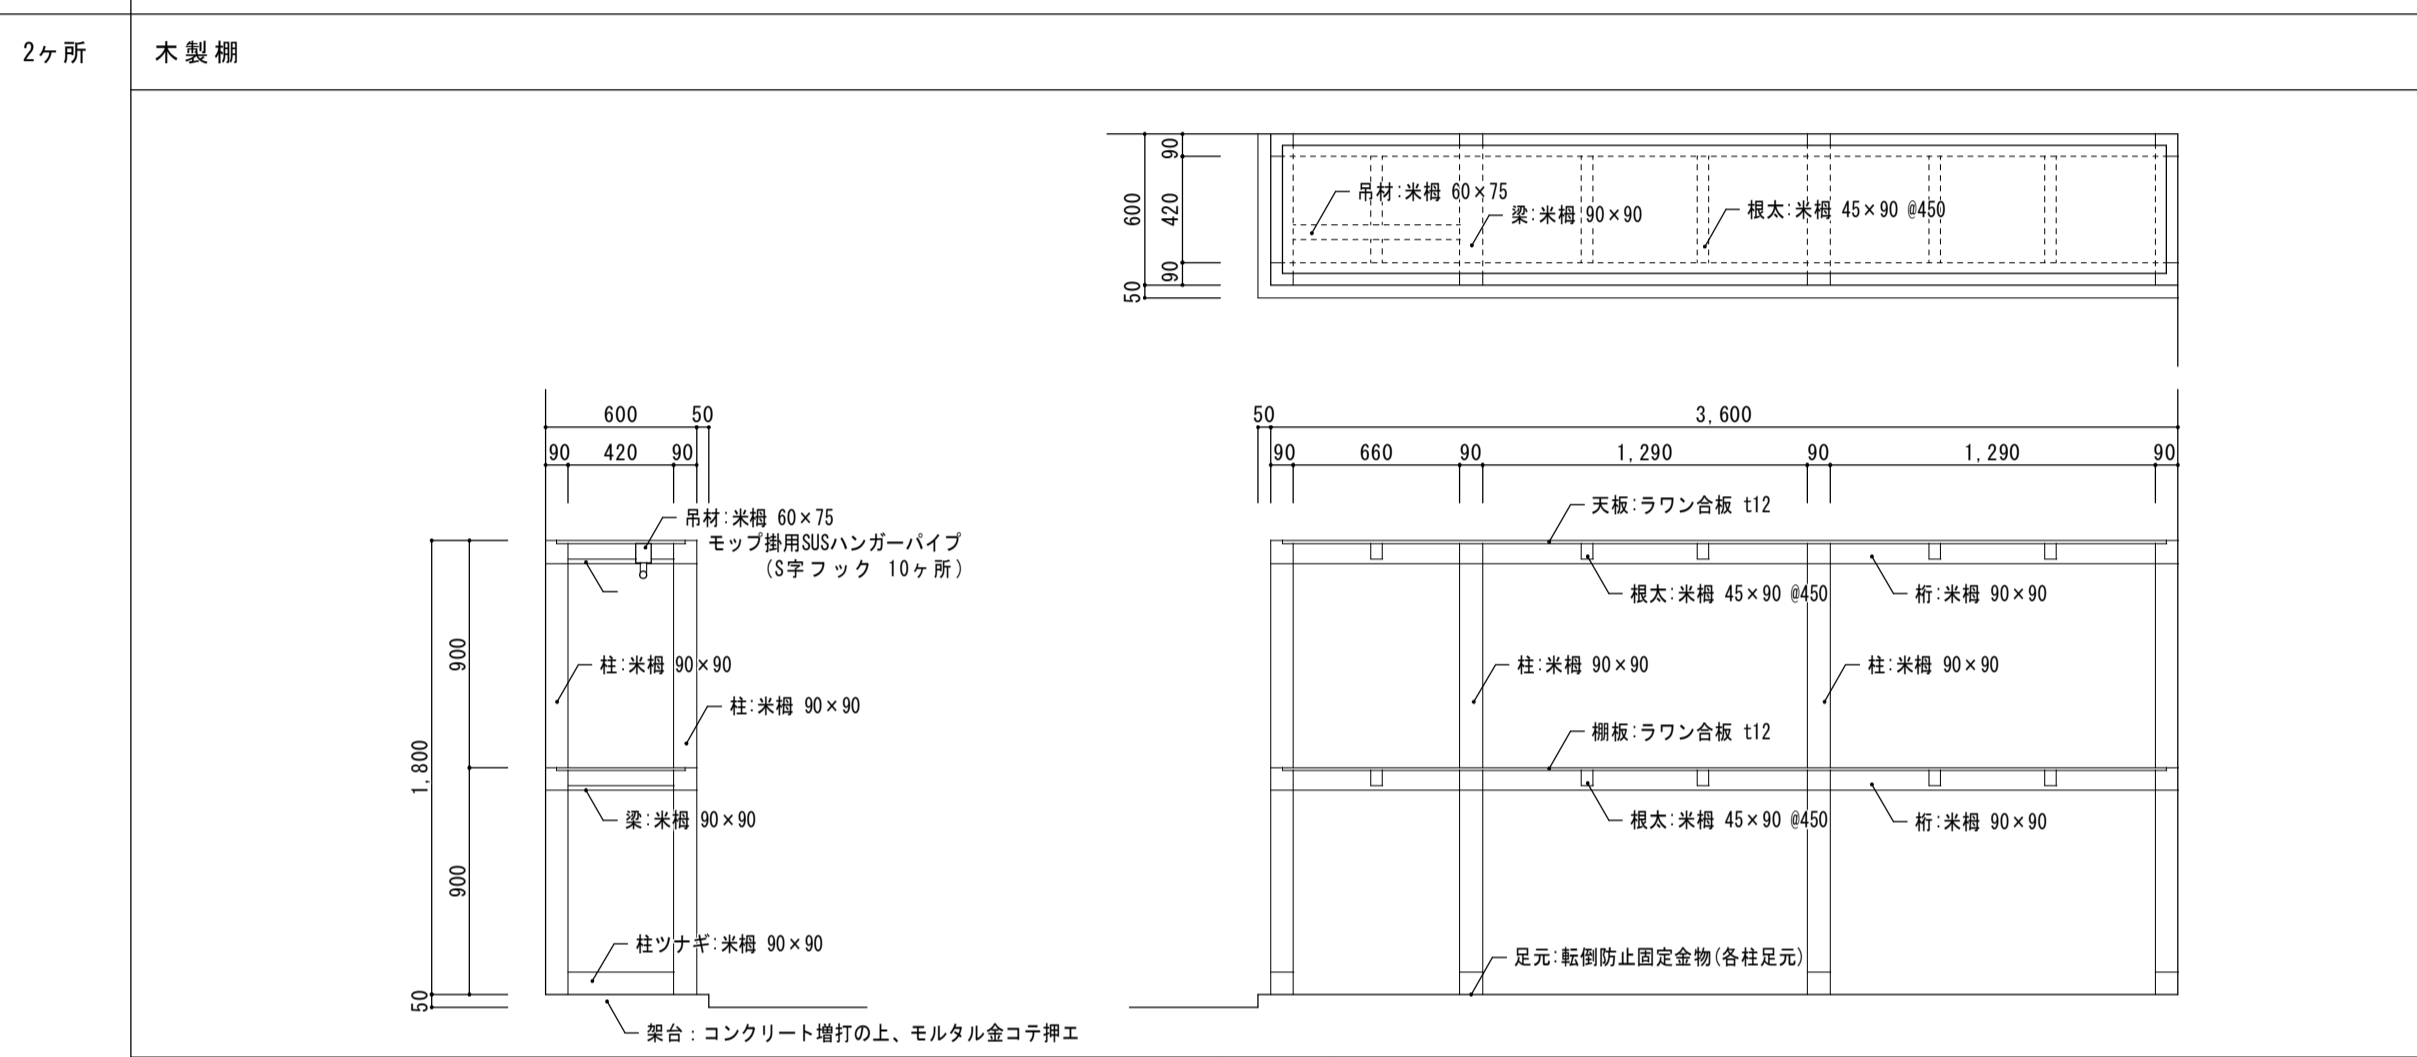 2ヶ所
木製棚
90
600
420
90
50
吊材:米栂 60×75
梁:米栂 90×90
根太:米栂 45×90 @450
600
50
90
420
90
吊材:米栂 60×75
モップ掛用SUSハンガーパイプ
(S字フック 10ヶ所)
900
柱:米栂 90×90
柱:米栂 90×90
1,800
梁:米栂 90×90
900
柱ツナギ:米栂 90×90
50
架台:コンクリート増打の上、モルタル金コテ押エ
50
3,600
90
660
90
1,290
90
1,290
90
天板:ラワン合板 t12
根太:米栂 45×90 @450
桁:米栂 90×90
柱:米栂 90×90
柱:米栂 90×90
棚板:ラワン合板 t12
根太:米栂 45×90 @450
桁:米栂 90×90
足元:転倒防止固定金物(各柱足元)